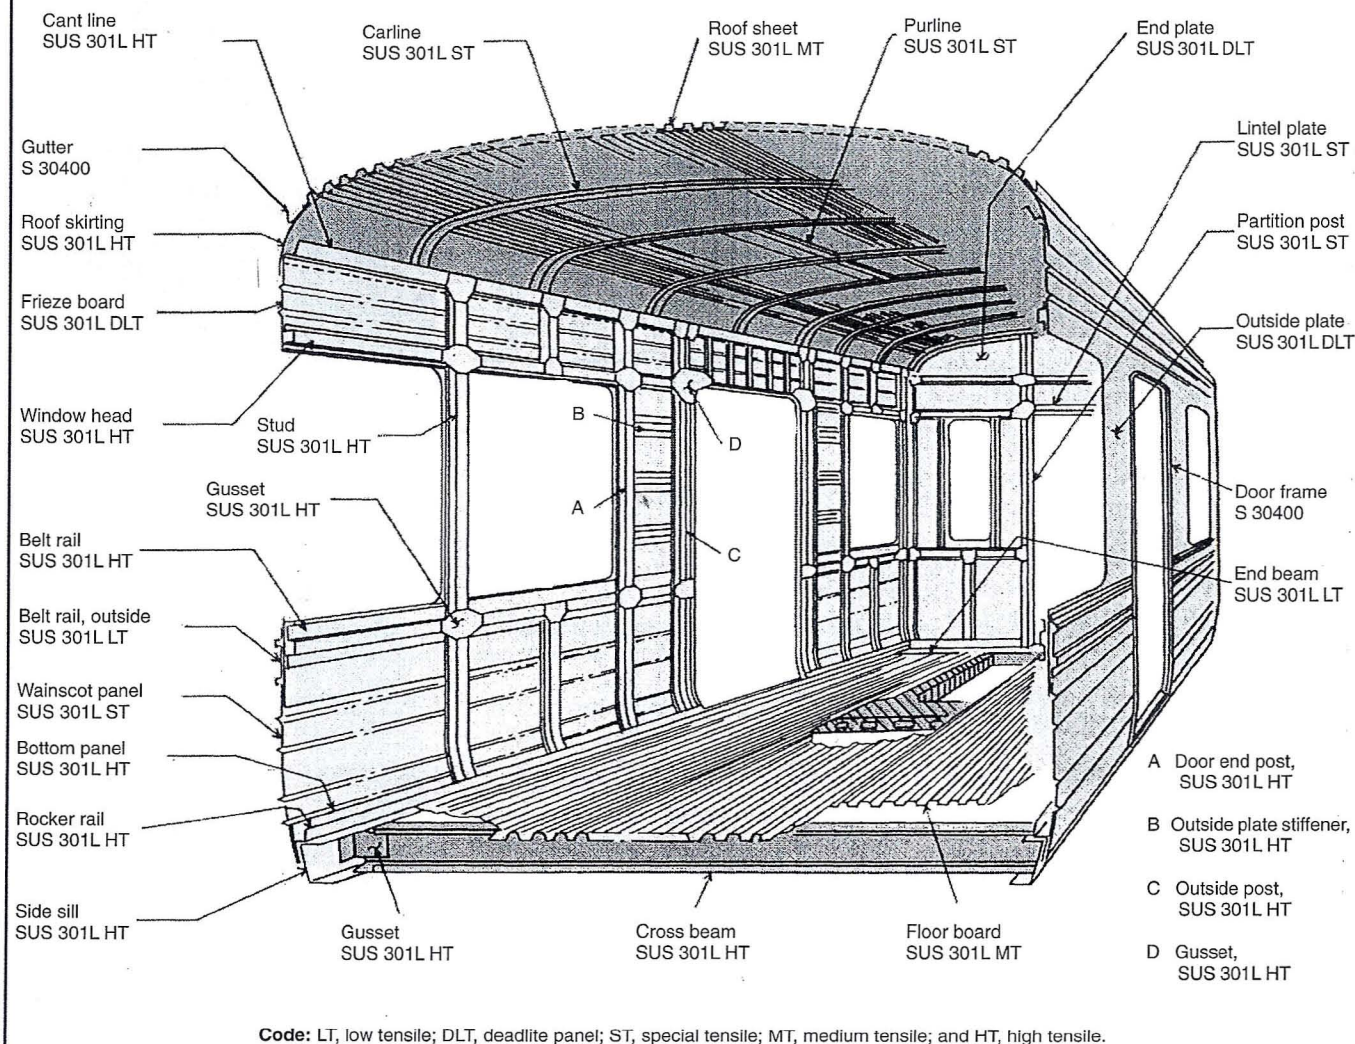 Cant line
SUS 301L HT
Carline
SUS 301L ST
Roof sheet
SUS 301L MT
Purline
SUS 301L ST
End plate
SUS 301L DLT
Gutter
S 30400
Lintel plate
SUS 301L ST
Roof skirting
SUS 301L HT
Partition post
SUS 301L ST
Frieze board
SUS 301L DLT
Outside plate
SUS 301L DLT
Window head
SUS 301L HT
Stud
SUS 301L HT
B
D
Gusset
SUS 301L HT
A
Door frame
S 30400
Belt rail
SUS 301L HT
C
End beam
SUS 301L LT
Belt rail, outside
SUS 301L LT
Wainscot panel
SUS 301L ST
Bottom panel
SUS 301L HT
Rocker rail
SUS 301L HT
Side sill
SUS 301L HT
Gusset
SUS 301L HT
Cross beam
SUS 301L HT
Floor board
SUS 301L MT
A Door end post,
SUS 301L HT
B Outside plate stiffener,
SUS 301L HT
C Outside post,
SUS 301L HT
D Gusset,
SUS 301L HT
Code: LT, low tensile; DLT, deadlite panel; ST, special tensile; MT, medium tensile; and HT, high tensile.